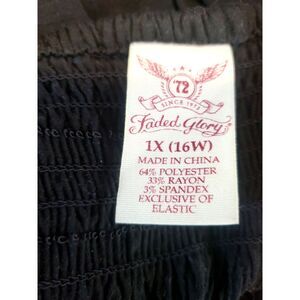 '72
SINCE 1972
Faded Glory
1X (16W)
MADE IN CHINA
64% POLYESTER
33% RAYON
3% SPANDEX
EXCLUSIVE OF
ELASTIC